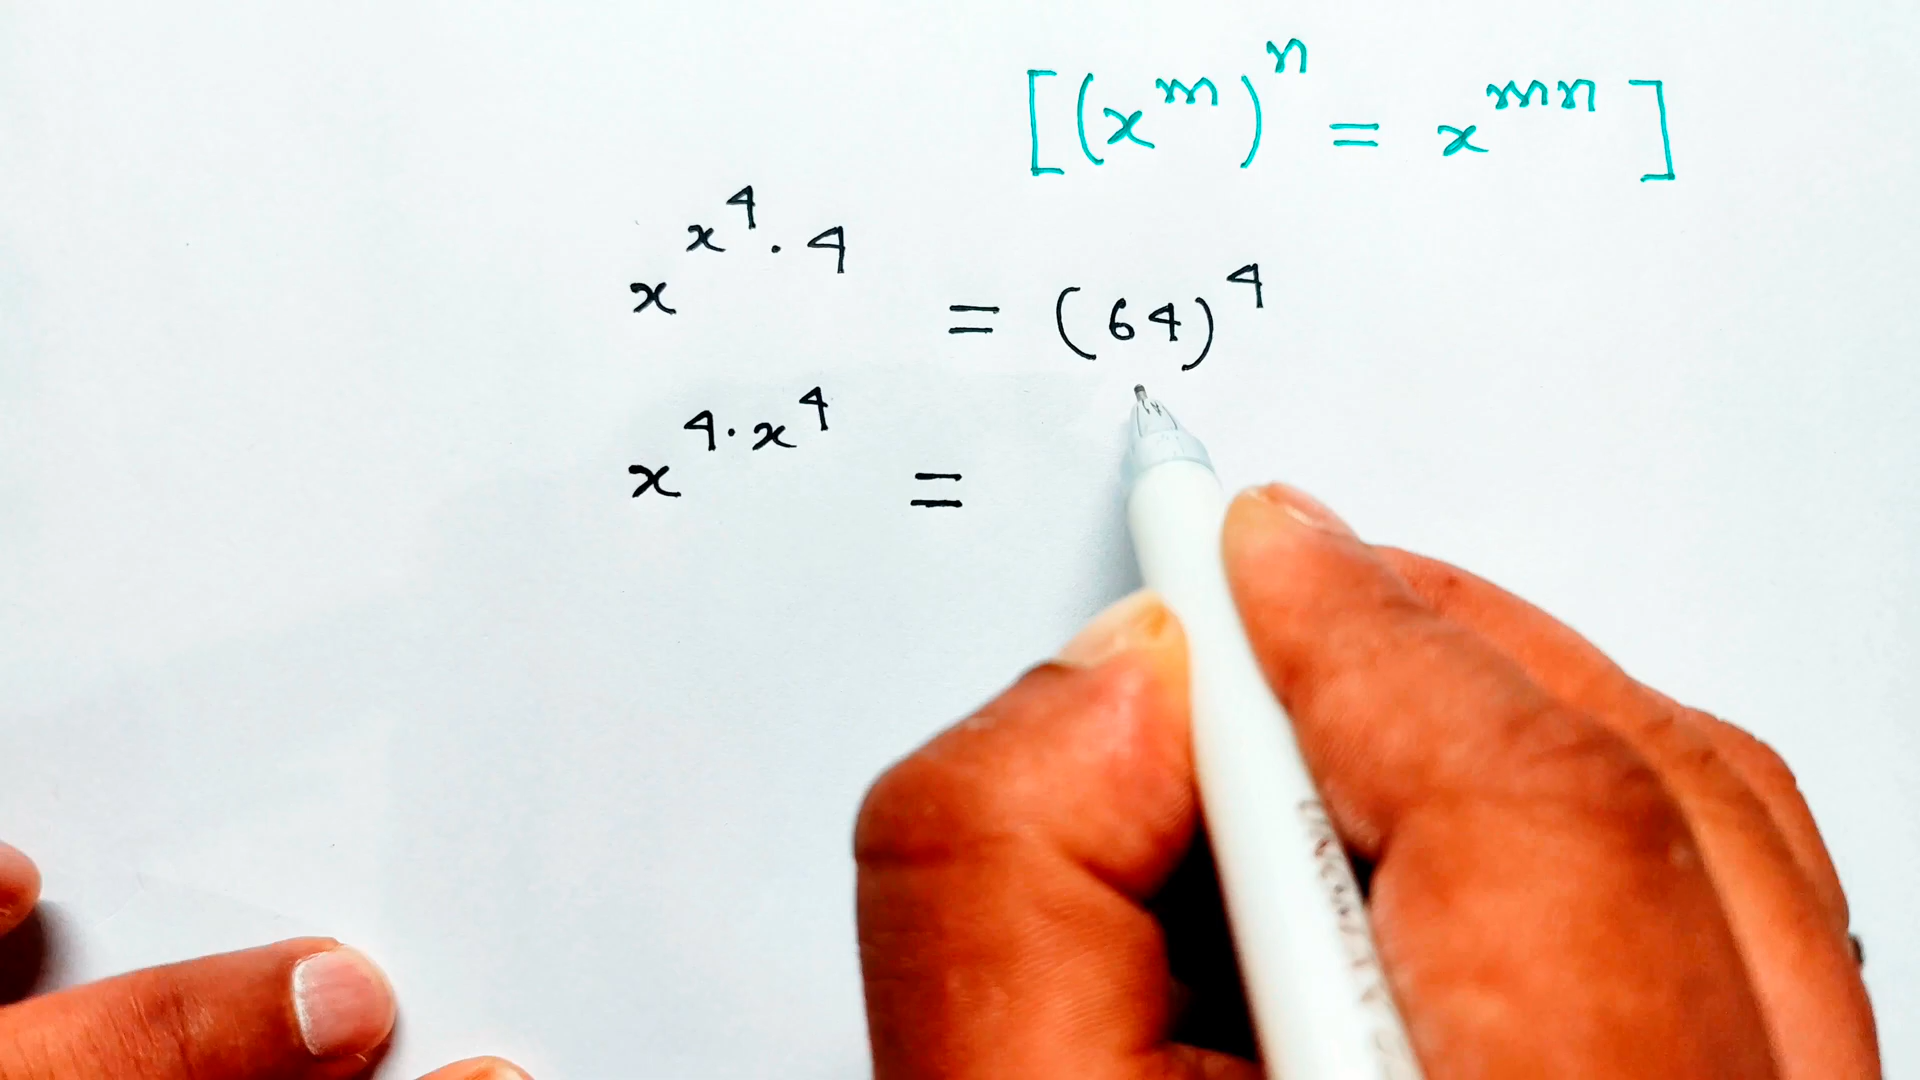 [(x^m)^n = x^{mn}]
x^{x^4 · 4} = (64)^4
x^{4 · x^4} =